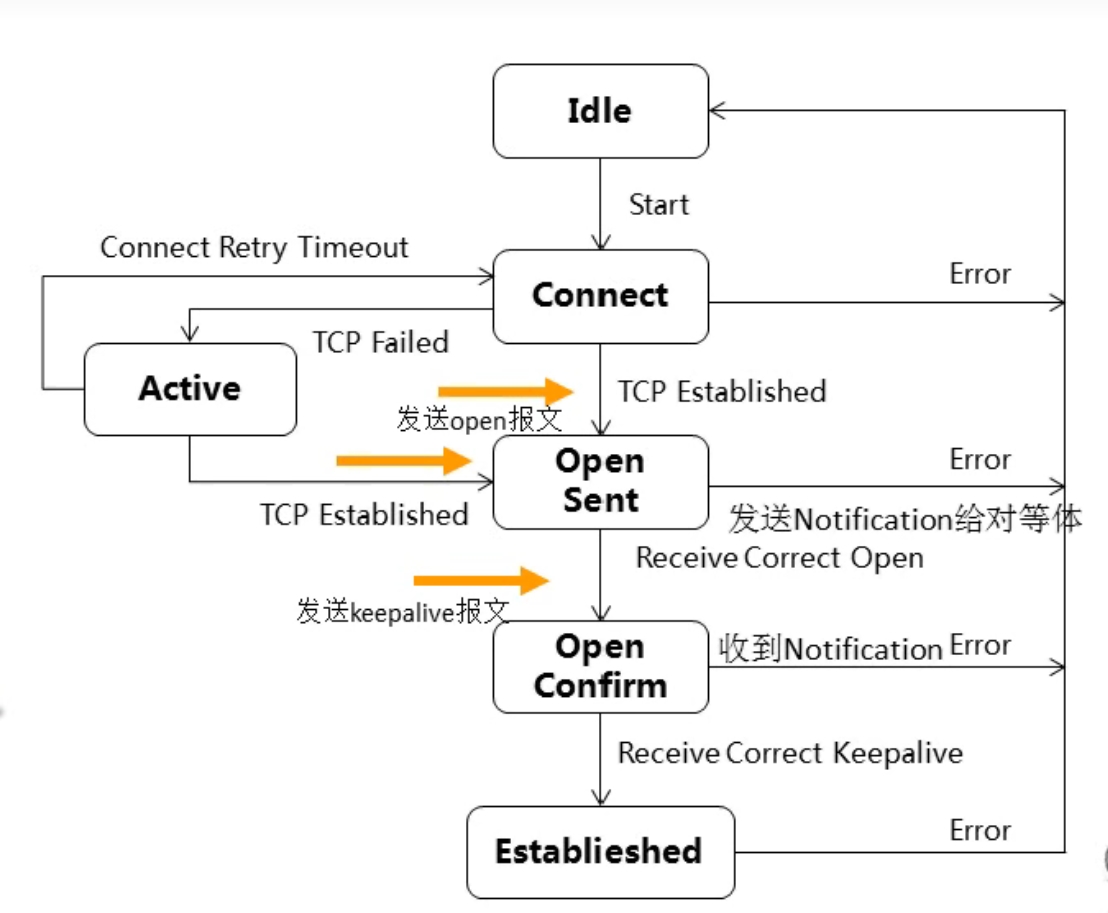 Idle
Start
Connect Retry Timeout
Connect
Error
TCP Failed
Active
TCP Established
发送open报文
Open
Sent
Error
TCP Established
发送Notification给对等体
Receive Correct Open
发送keepalive报文
Open
Confirm
收到Notification Error
Receive Correct Keepalive
Establieshed
Error